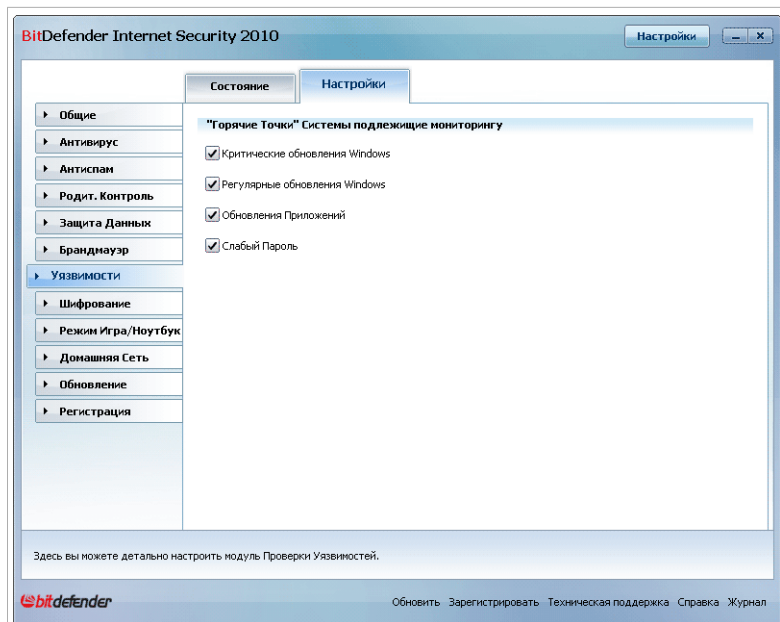 BitDefender Internet Security 2010
Настройки
Состояние
Настройки
Общие
Антивирус
Антиспам
Родит. Контроль
Защита Данных
Брандмауэр
Уязвимости
Шифрование
Режим Игра/Ноутбук
Домашняя Сеть
Обновление
Регистрация
"Горячие Точки" Системы подлежищие мониторингу
Критические обновления Windows
Регулярные обновления Windows
Обновления Приложений
Слабый Пароль
Здесь вы можете детально настроить модуль Проверки Уязвимостей.
bitdefender
Обновить Зарегистрировать Техническая поддержка Справка Журнал